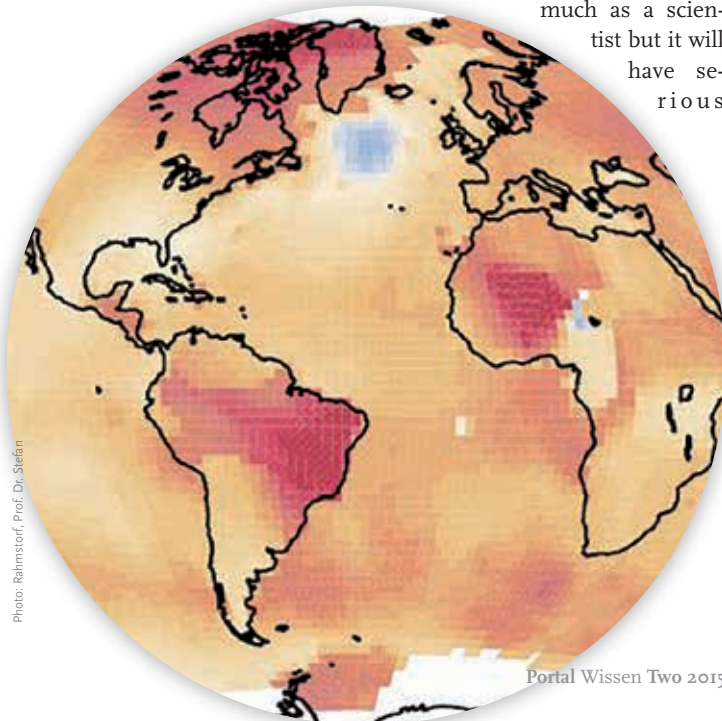 much as a scien-
tist but it will
have se-
rious
Photo: Rahmstorf, Prof. Dr. Stefan
Portal Wissen Two 2015